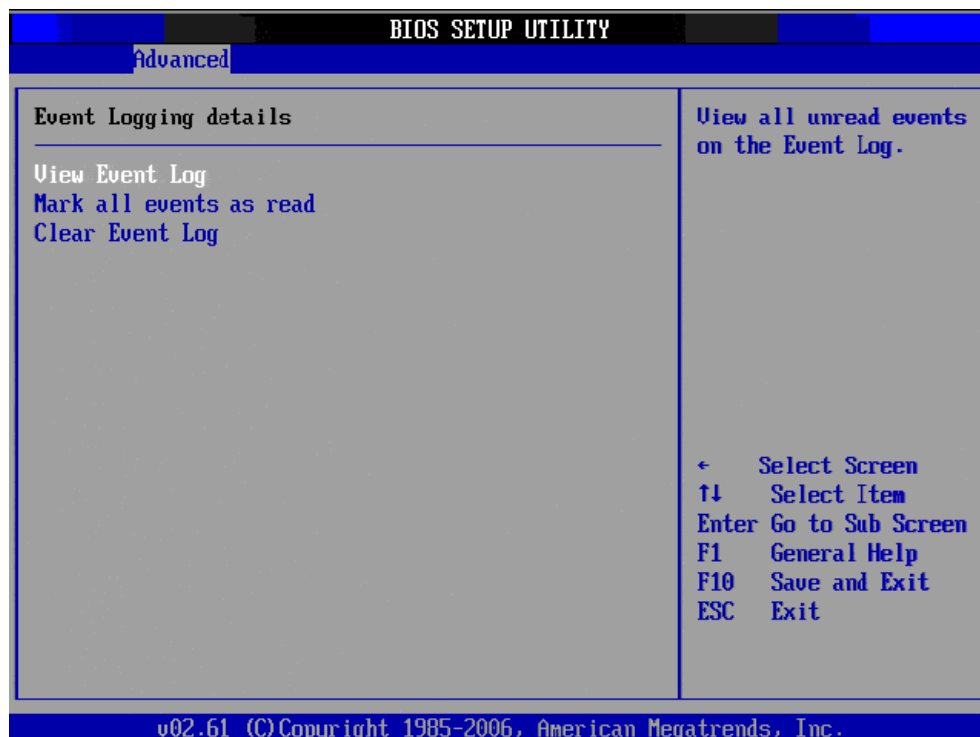 BIOS SETUP UTILITY
Advanced
Event Logging details
View Event Log
Mark all events as read
Clear Event Log
View all unread events
on the Event Log.
← Select Screen
↑↓ Select Item
Enter Go to Sub Screen
F1 General Help
F10 Save and Exit
ESC Exit
v02.61 (C)Copyright 1985-2006, American Megatrends, Inc.